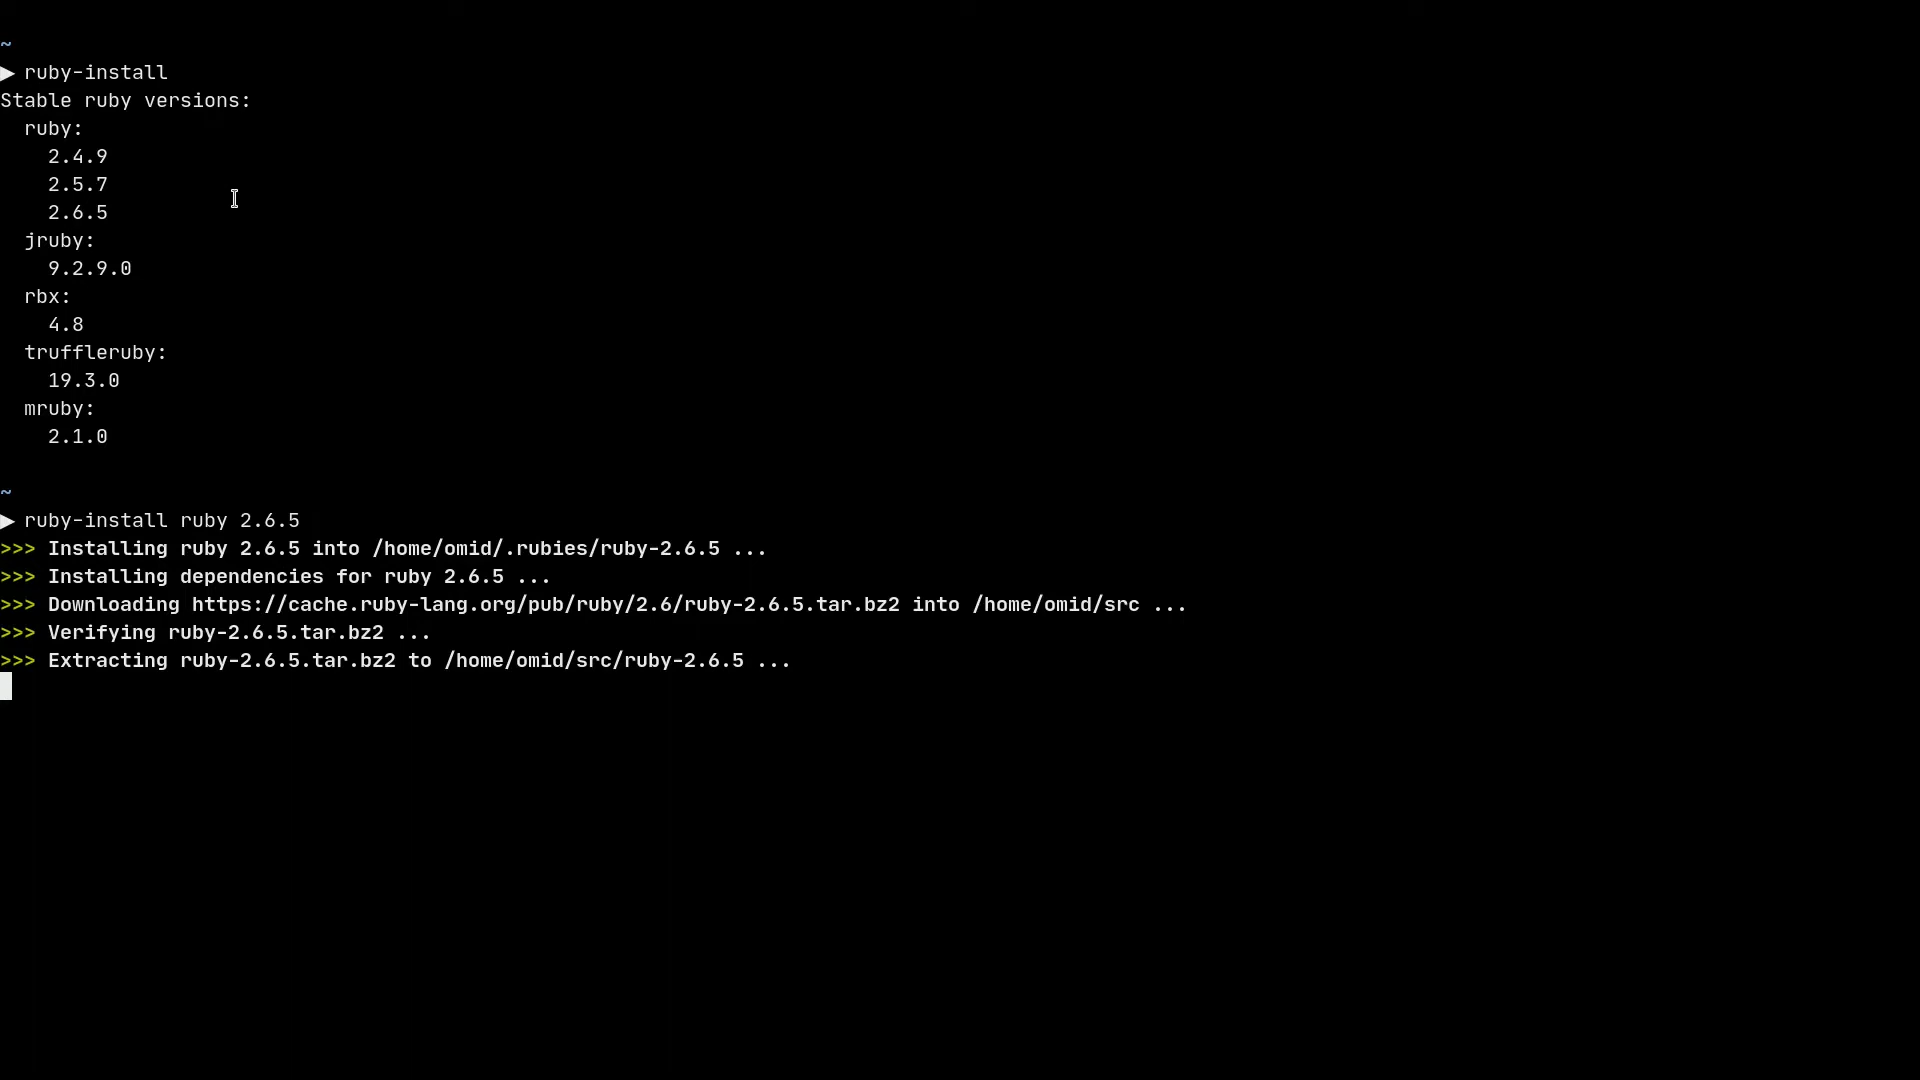 ~
▶ ruby-install
Stable ruby versions:
  ruby:
    2.4.9
    2.5.7
    2.6.5
  jruby:
    9.2.9.0
  rbx:
    4.8
  truffleruby:
    19.3.0
  mruby:
    2.1.0
~
▶ ruby-install ruby 2.6.5
>>> Installing ruby 2.6.5 into /home/omid/.rubies/ruby-2.6.5 ...
>>> Installing dependencies for ruby 2.6.5 ...
>>> Downloading https://cache.ruby-lang.org/pub/ruby/2.6/ruby-2.6.5.tar.bz2 into /home/omid/src ...
>>> Verifying ruby-2.6.5.tar.bz2 ...
>>> Extracting ruby-2.6.5.tar.bz2 to /home/omid/src/ruby-2.6.5 ...